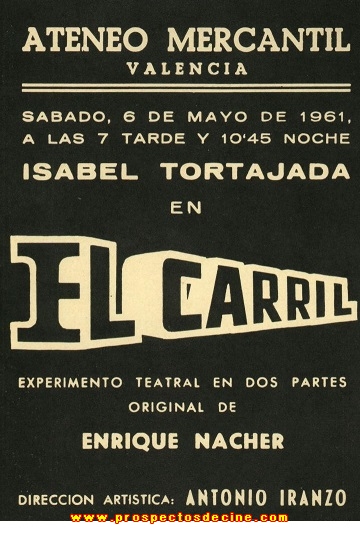 ATENEO MERCANTIL
VALENCIA
SABADO, 6 DE MAYO DE 1961,
A LAS 7 TARDE Y 10'45 NOCHE
ISABEL TORTAJADA
EN
EL CARRIL
EXPERIMENTO TEATRAL EN DOS PARTES
ORIGINAL DE
ENRIQUE NACHER
DIRECCION ARTISTICA: ANTONIO IRANZO
www.prospectosdecine.com